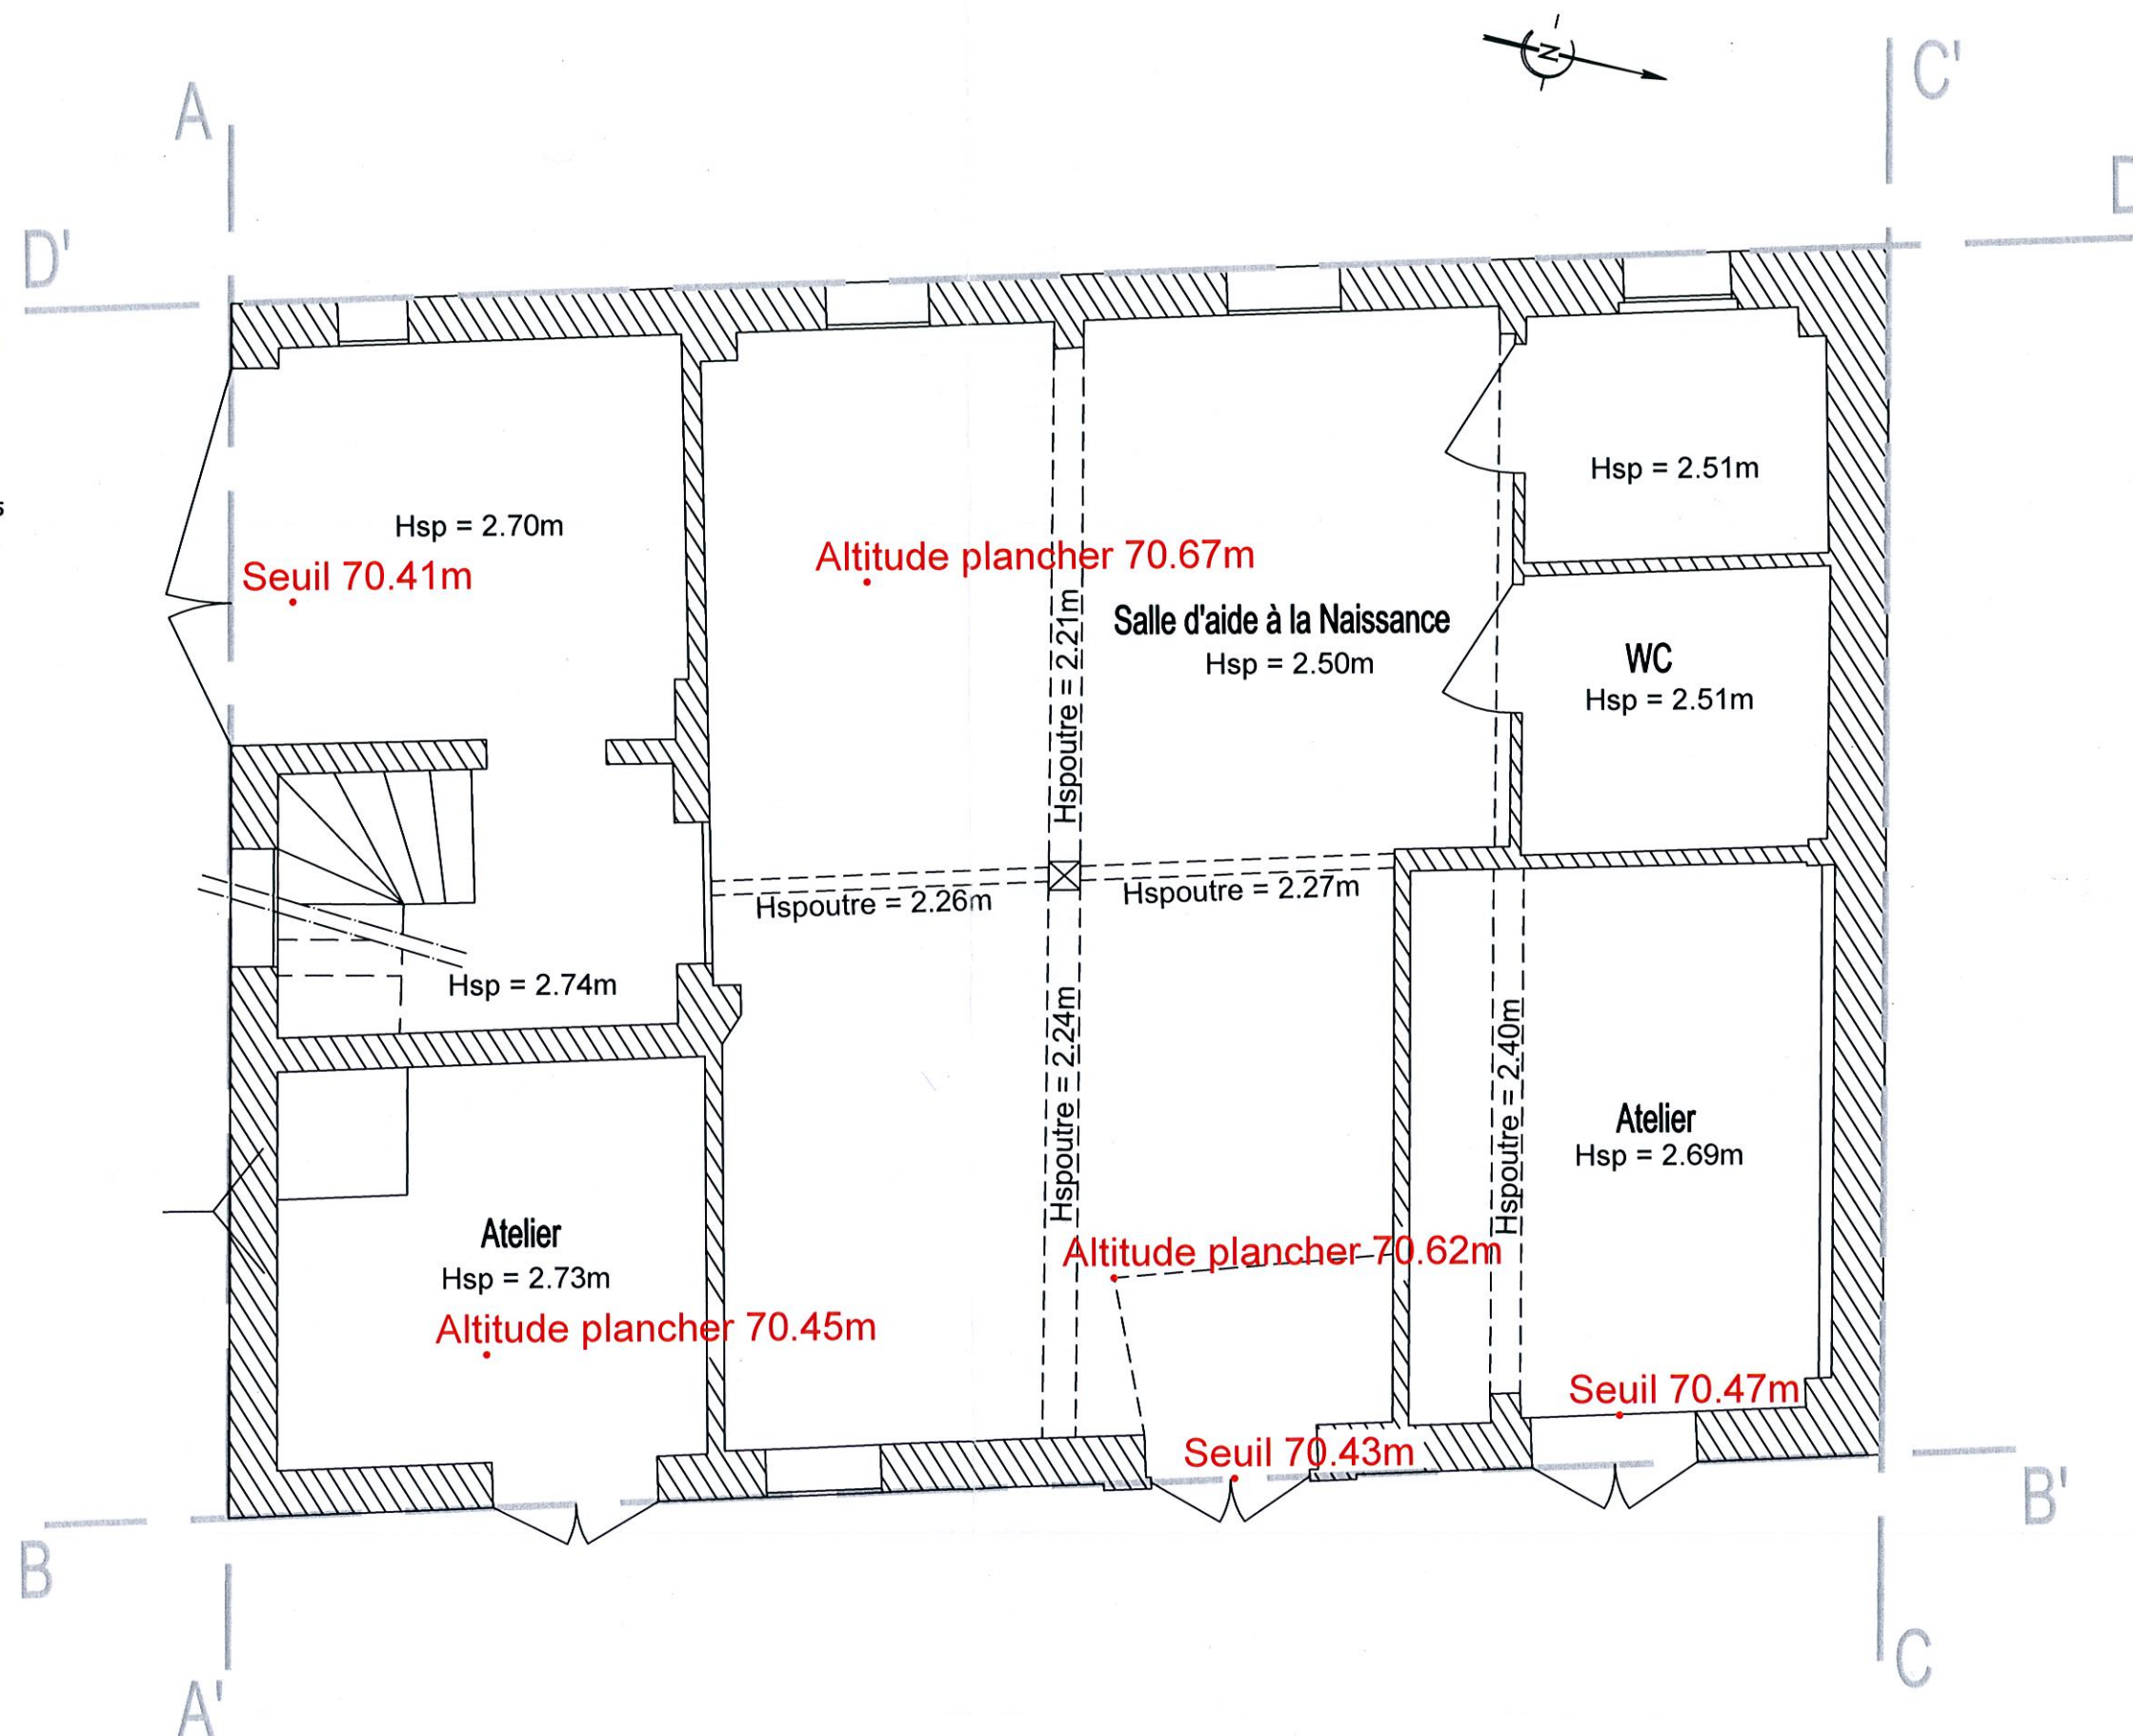 N
C'
A
D
D'
Hsp = 2.51m
s
Hsp = 2.70m
Altitude plancher 70.67m
Seuil 70.41m
Hspoutre = 2.21m
Salle d'aide à la Naissance
Hsp = 2.50m
WC
Hsp = 2.51m
Hspoutre = 2.26m
Hspoutre = 2.27m
Hsp = 2.74m
Hspoutre = 2.24m
Hspoutre = 2.40m
Atelier
Hsp = 2.69m
Atelier
Hsp = 2.73m
Altitude plancher 70.62m
Altitude plancher 70.45m
Seuil 70.47m
Seuil 70.43m
B'
B
C
A'